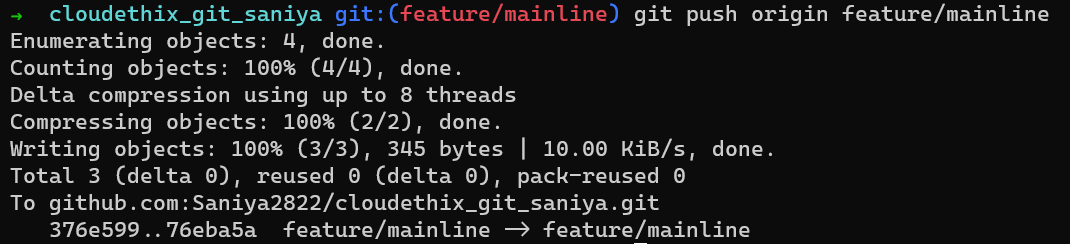 → cloudethix_git_saniya git:(feature/mainline) git push origin feature/mainline
Enumerating objects: 4, done.
Counting objects: 100% (4/4), done.
Delta compression using up to 8 threads
Compressing objects: 100% (2/2), done.
Writing objects: 100% (3/3), 345 bytes | 10.00 KiB/s, done.
Total 3 (delta 0), reused 0 (delta 0), pack-reused 0
To github.com:Saniya2822/cloudethix_git_saniya.git
   376e599..76eba5a  feature/mainline -> feature/mainline